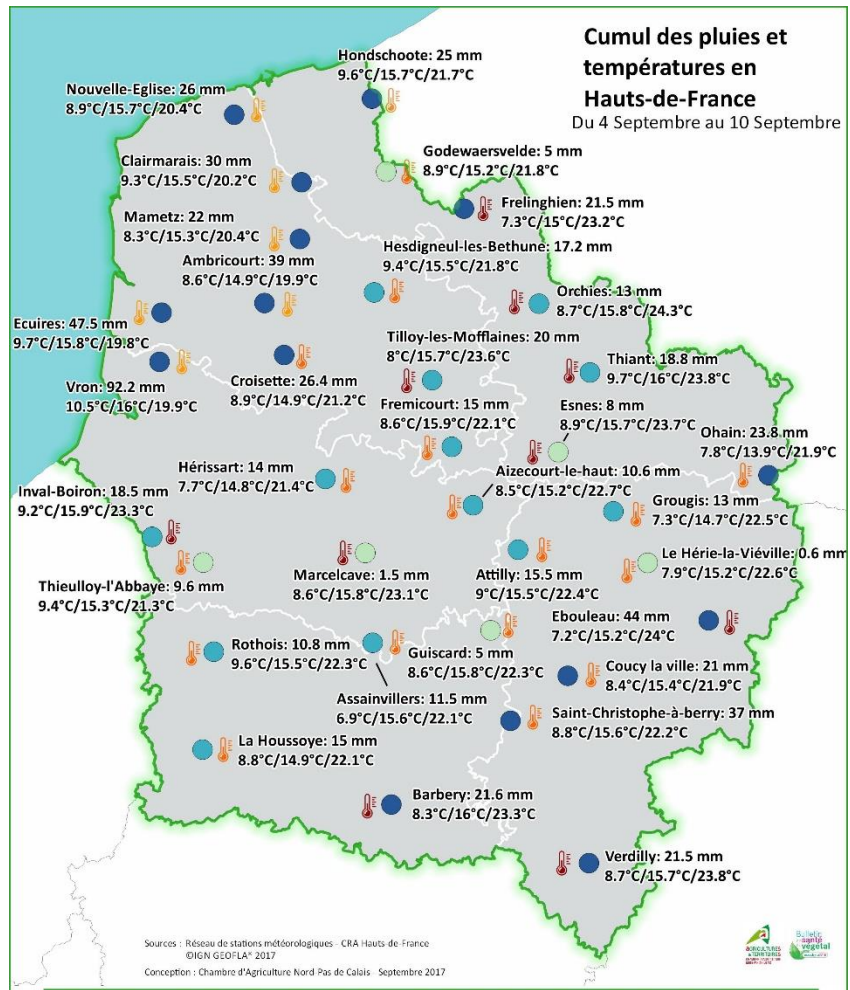 Cumul des pluies et
températures en
Hauts-de-France
Du 4 Septembre au 10 Septembre
Hondschoote: 25 mm
9.6°C/15.7°C/21.7°C
Nouvelle-Eglise: 26 mm
8.9°C/15.7°C/20.4°C
Godewaersvelde: 5 mm
8.9°C/15.2°C/21.8°C
Clairmarais: 30 mm
9.3°C/15.5°C/20.2°C
Frelinghien: 21.5 mm
7.3°C/15°C/23.2°C
Mametz: 22 mm
8.3°C/15.3°C/20.4°C
Hesdigneul-les-Bethune: 17.2 mm
9.4°C/15.5°C/21.8°C
Ambricourt: 39 mm
8.6°C/14.9°C/19.9°C
Orchies: 13 mm
8.7°C/15.8°C/24.3°C
Ecuires: 47.5 mm
9.7°C/15.8°C/19.8°C
Tilloy-les-Mofflaines: 20 mm
8°C/15.7°C/23.6°C
Thiant: 18.8 mm
9.7°C/16°C/23.8°C
Vron: 92.2 mm
10.5°C/16°C/19.9°C
Croisette: 26.4 mm
8.9°C/14.9°C/21.2°C
Fremicourt: 15 mm
8.6°C/15.9°C/22.1°C
Esnes: 8 mm
8.9°C/15.7°C/23.7°C
Ohain: 23.8 mm
7.8°C/13.9°C/21.9°C
Hérissart: 14 mm
7.7°C/14.8°C/21.4°C
Aizecourt-le-haut: 10.6 mm
8.5°C/15.2°C/22.7°C
Inval-Boiron: 18.5 mm
9.2°C/15.9°C/23.3°C
Grougis: 13 mm
7.3°C/14.7°C/22.5°C
Le Hérie-la-Viéville: 0.6 mm
7.9°C/15.2°C/22.6°C
Thieulloy-l'Abbaye: 9.6 mm
9.4°C/15.3°C/21.3°C
Marcelcave: 1.5 mm
8.6°C/15.8°C/23.1°C
Attilly: 15.5 mm
9°C/15.5°C/22.4°C
Ebouleau: 44 mm
7.2°C/15.2°C/24°C
Rothois: 10.8 mm
9.6°C/15.5°C/22.3°C
Guiscard: 5 mm
8.6°C/15.8°C/22.3°C
Coucy la ville: 21 mm
8.4°C/15.4°C/21.9°C
Assainvillers: 11.5 mm
6.9°C/15.6°C/22.1°C
Saint-Christophe-à-berry: 37 mm
8.8°C/15.6°C/22.2°C
La Houssoye: 15 mm
8.8°C/14.9°C/22.1°C
Barbery: 21.6 mm
8.3°C/16°C/23.3°C
Verdilly: 21.5 mm
8.7°C/15.7°C/23.8°C
Sources : Réseau de stations météorologiques - CRA Hauts-de-France
©IGN GEOFLA® 2017
Conception : Chambre d'Agriculture Nord Pas de Calais - Septembre 2017
AGRICULTURES
& TERRITOIRES
Bulletin
de santé
végétal